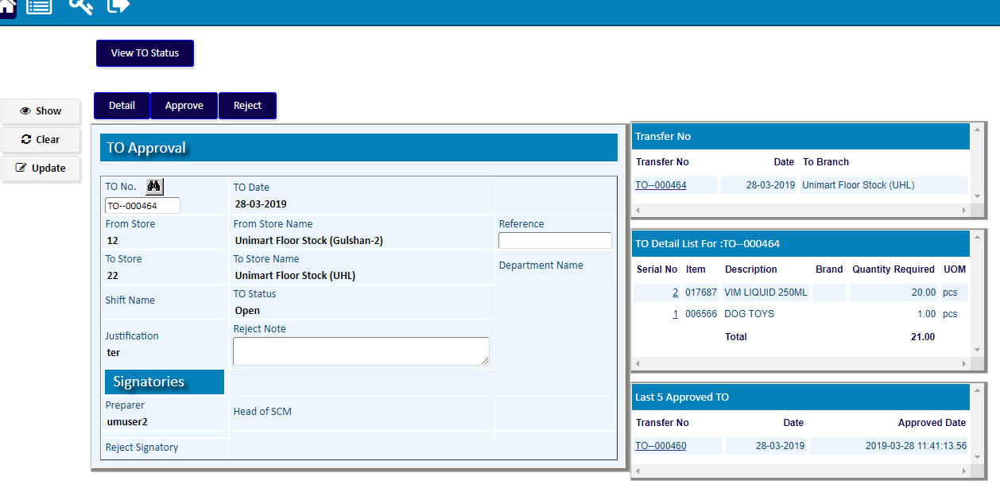 View TO Status
Detail Approve Reject
Show
Clear
Update
TO Approval
TO No.
TO--000464
TO Date
28-03-2019
From Store
12
From Store Name
Unimart Floor Stock (Gulshan-2)
Reference
To Store
22
To Store Name
Unimart Floor Stock (UHL)
Department Name
Shift Name
TO Status
Open
Justification
ter
Reject Note
Signatories
Preparer
umuser2
Head of SCM
Reject Signatory
Transfer No
Transfer No Date To Branch
TO--000464 28-03-2019 Unimart Floor Stock (UHL)
TO Detail List For :TO--000464
Serial No Item Description Brand Quantity Required UOM
2 017687 VIM LIQUID 250ML 20.00 pcs
1 006566 DOG TOYS 1.00 pcs
Total 21.00
Last 5 Approved TO
Transfer No Date Approved Date
TO--000460 28-03-2019 2019-03-28 11:41:13.56